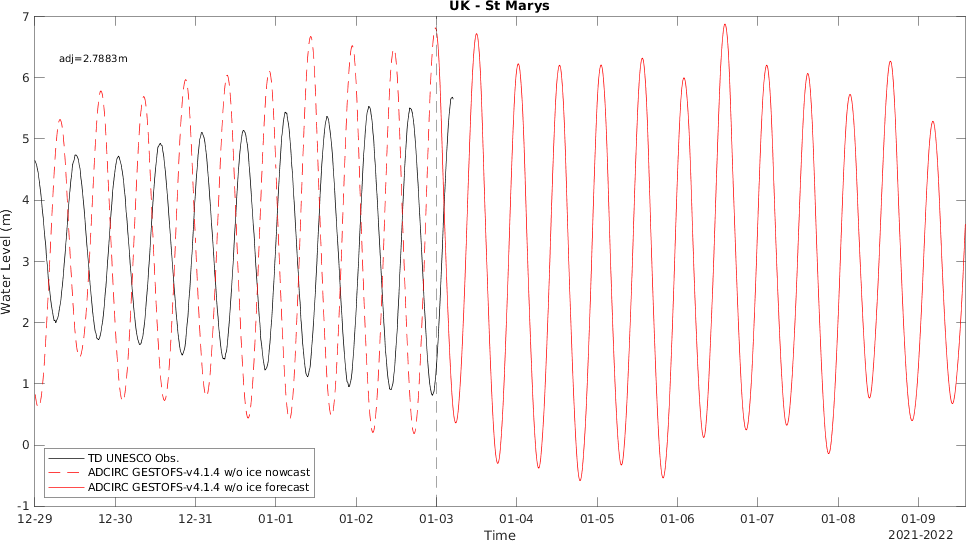 UK - St Marys
adj=2.7883m
Water Level (m)
7
6
5
4
3
2
1
0
-1
TD UNESCO Obs.
ADCIRC GESTOFS-v4.1.4 w/o ice nowcast
ADCIRC GESTOFS-v4.1.4 w/o ice forecast
12-29 12-30 12-31 01-01 01-02 01-03 01-04 01-05 01-06 01-07 01-08 01-09
Time
2021-2022